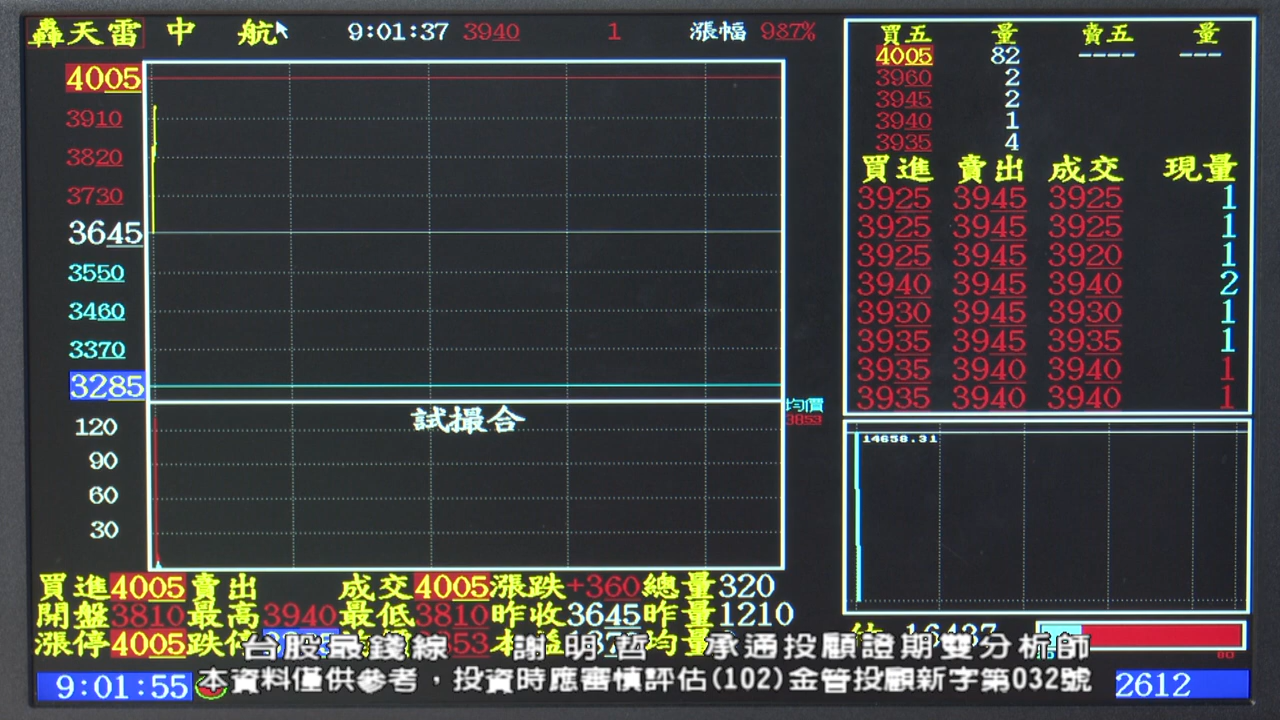 轟天雷 中 航 9:01:37 3940 1 漲幅 987%
4005
3910
3820
3730
3645
3550
3460
3370
3285
120
90
60
30
試撮合
均價
3853
買五 量 賣五 量
4005 82 ---- ---
3960 2
3945 2
3940 1
3935 4
買進 賣出 成交 現量
3925 3945 3925 1
3925 3945 3925 1
3925 3945 3920 1
3940 3945 3940 2
3930 3945 3930 1
3935 3945 3935 1
3935 3940 3940 1
3935 3940 3940 1
14658.31
買進4005賣出 成交4005漲跌+360總量320
開盤3810最高3940最低3810昨收3645昨量1210
漲停4005跌停
16437
80
台股最錢線 謝明哲 承通投顧證期雙分析師
本資料僅供參考，投資時應審慎評估(102)金管投顧新字第032號
9:01:55
2612